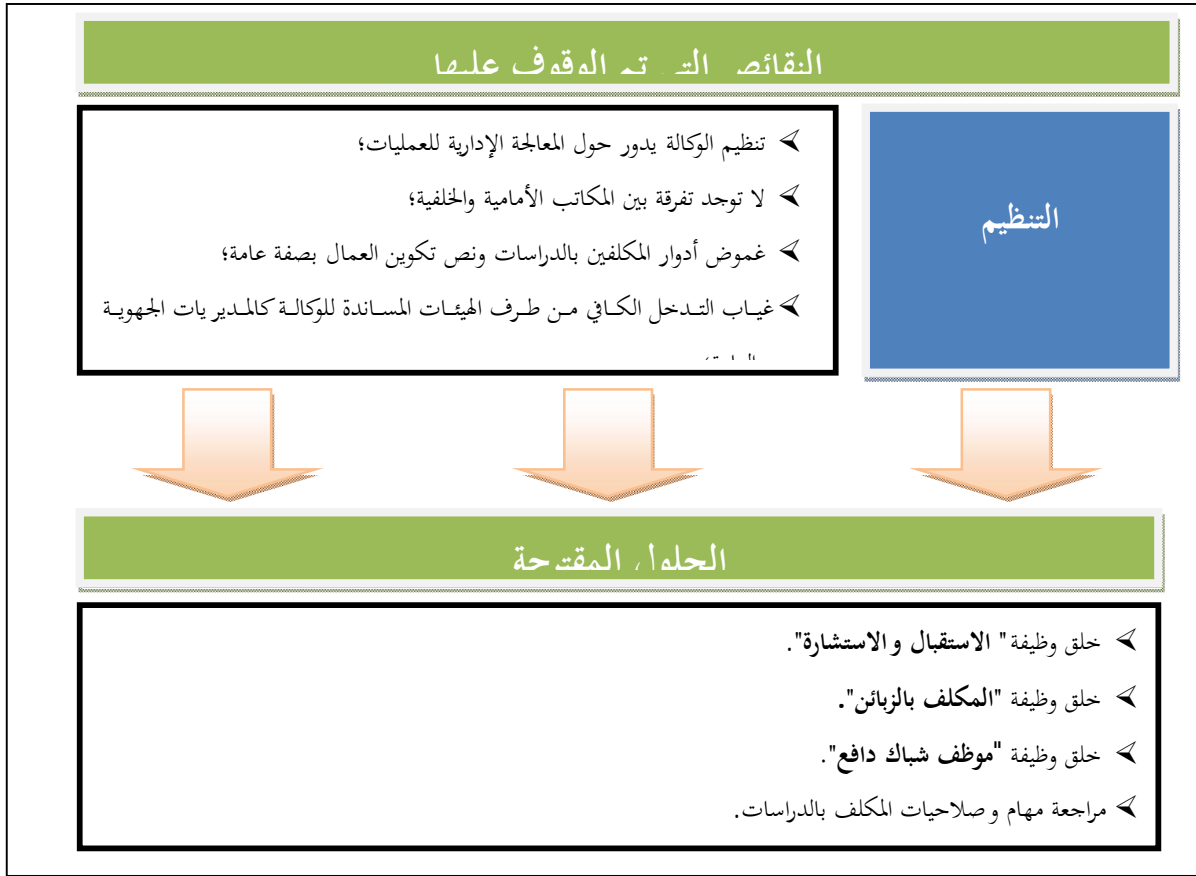 النقائص التي تم الوقوف عليها
التنظيم
تنظيم الوكالة يدور حول المعالجة الإدارية للعمليات؛
لا توجد تفرقة بين المكاتب الأمامية والخلفية؛
غموض أدوار المكلفين بالدراسات ونص تكوين العمال بصفة عامة؛
غياب التدخل الكافي من طرف الهيئات المساندة للوكالة كالمدير يات الجهوية
الحلول المقترحة
خلق وظيفة " الاستقبال و الاستشارة".
خلق وظيفة "المكلف بالزبائن".
خلق وظيفة "موظف شباك دافع".
مراجعة مهام و صلاحيات المكلف بالدراسات.